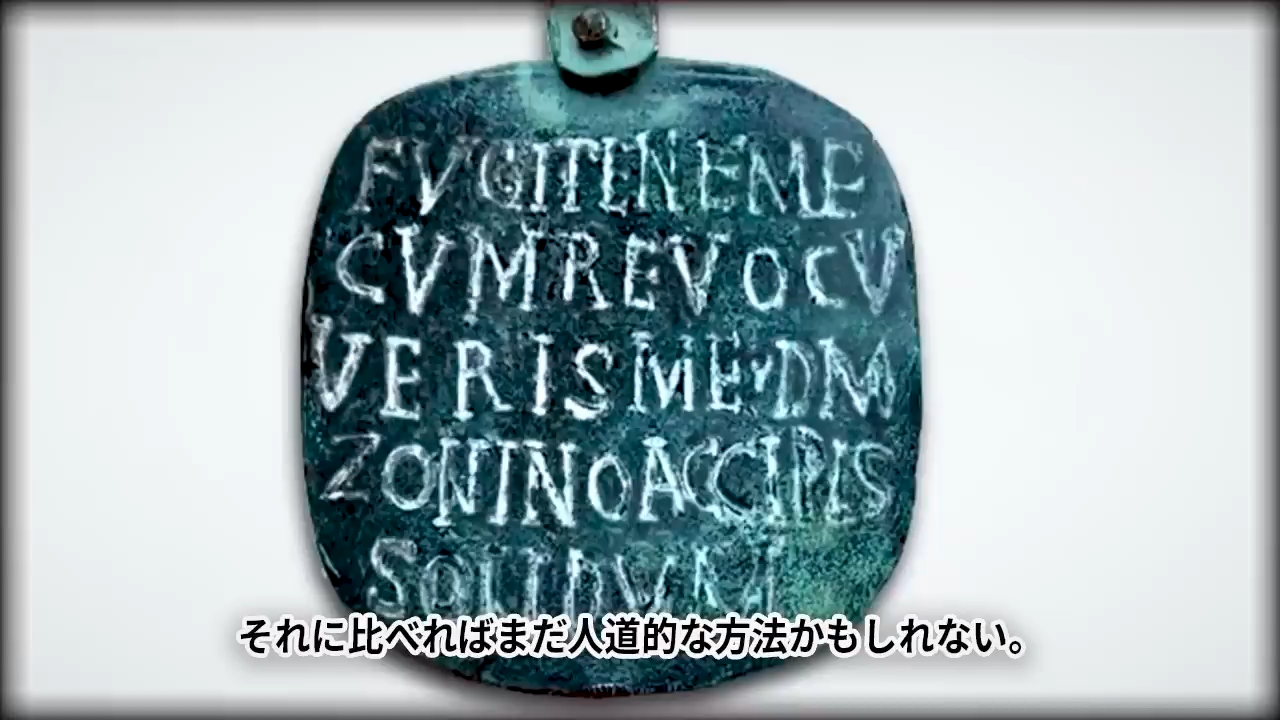 FVGITENEME
CVMREVOCV
VERISMEDM
ZONINOACCIPIS
SOLIDVM
それに比べればまだ人道的な方法かもしれない。